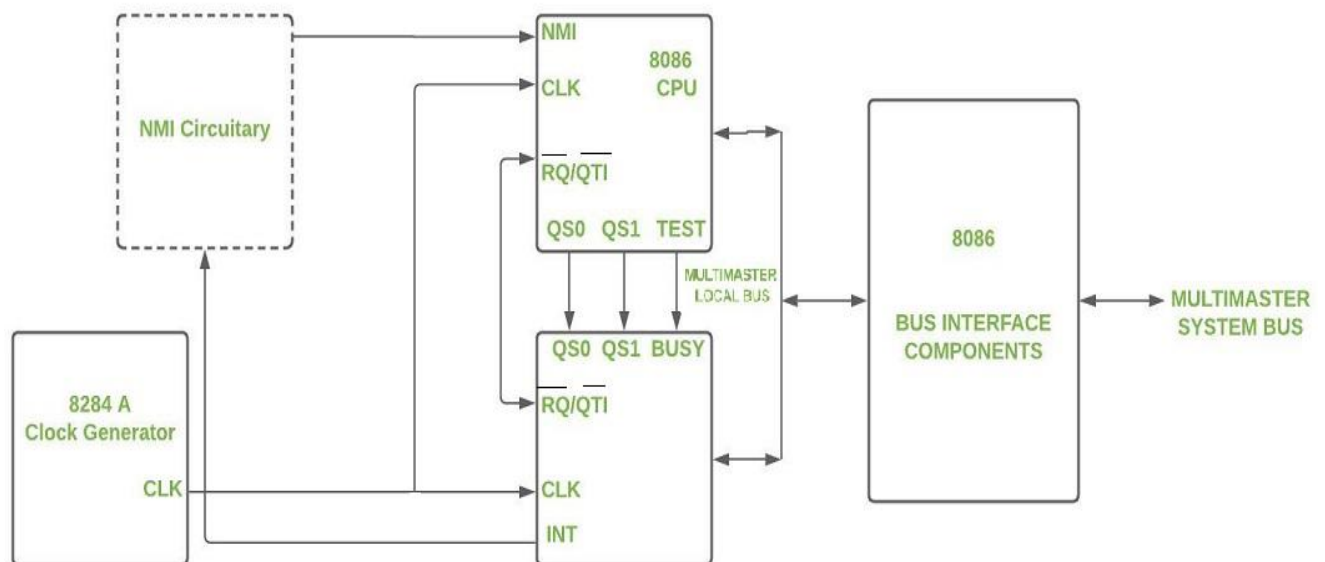 NMI Circuitary
NMI
8086
CLK
CPU
RQ/QTI
QS0 QS1 TEST
MULTIMASTER
LOCAL BUS
8086
BUS INTERFACE
COMPONENTS
MULTIMASTER
SYSTEM BUS
QS0 QS1 BUSY
RQ/QTI
8284 A
Clock Generator
CLK
CLK
INT